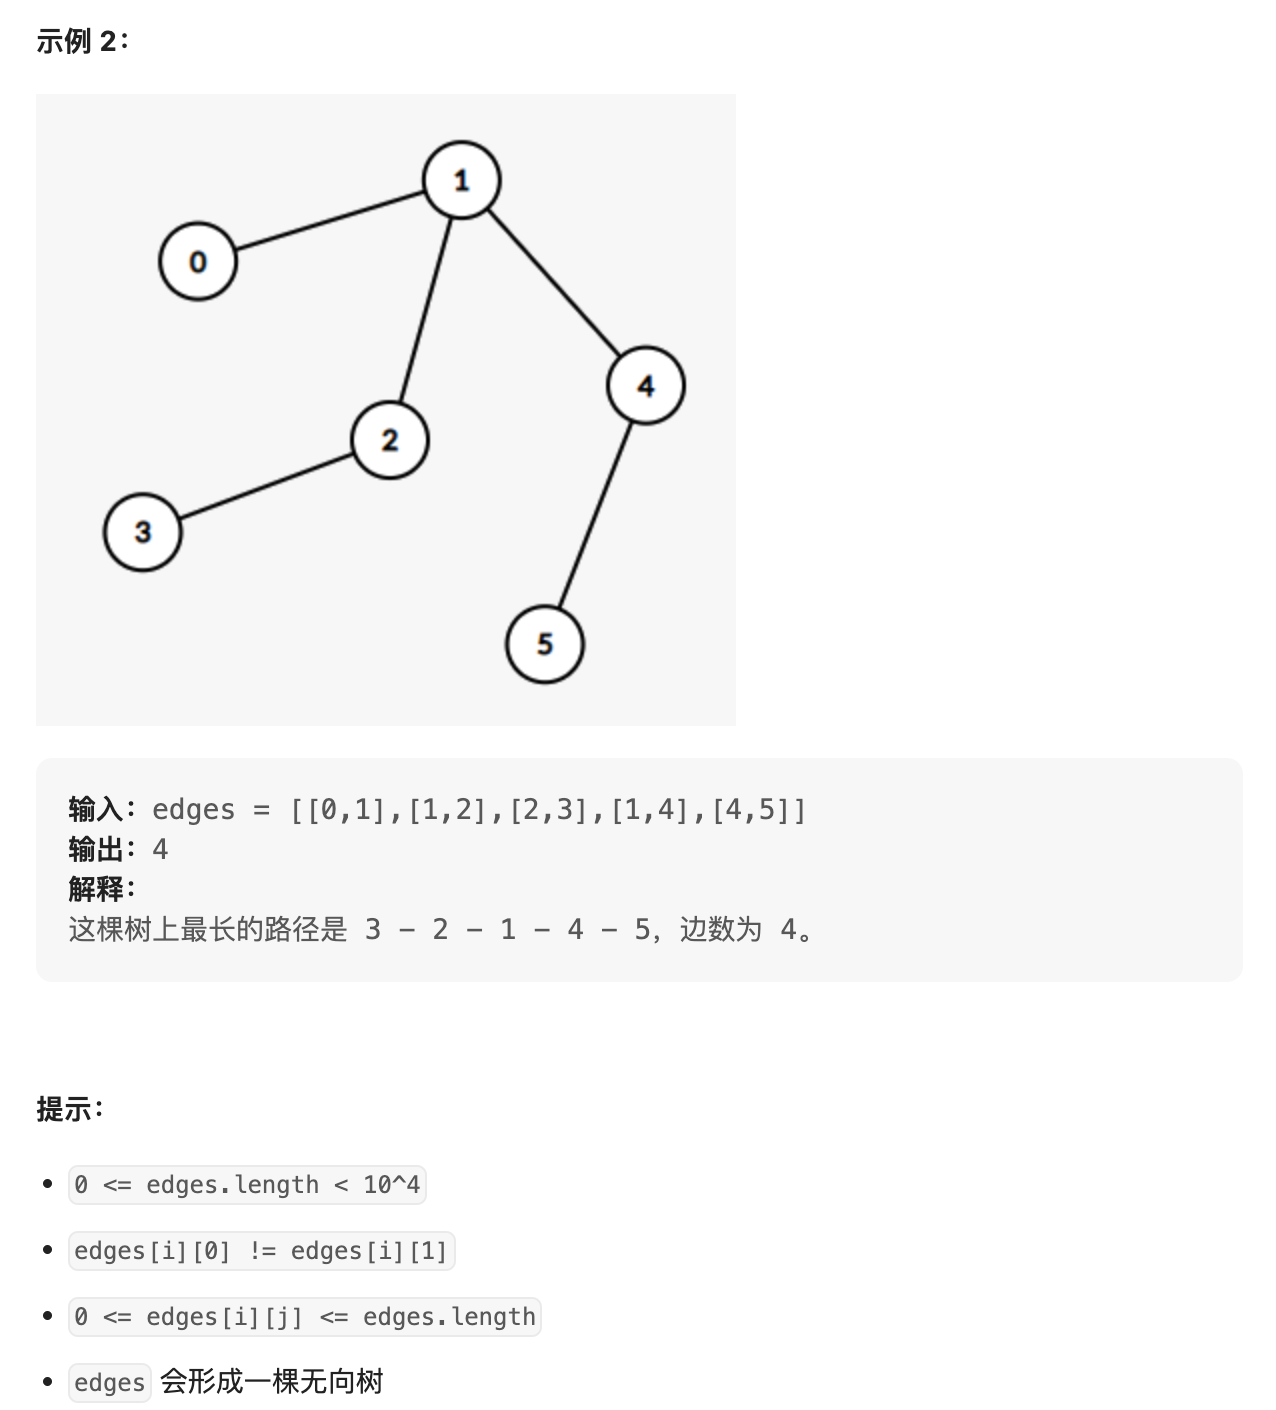 示例 2：
1
0
4
2
3
5
输入：edges = [[0,1],[1,2],[2,3],[1,4],[4,5]]
输出：4
解释：
这棵树上最长的路径是 3 - 2 - 1 - 4 - 5，边数为 4。
提示：
0 <= edges.length < 10^4
edges[i][0] != edges[i][1]
0 <= edges[i][j] <= edges.length
edges 会形成一棵无向树